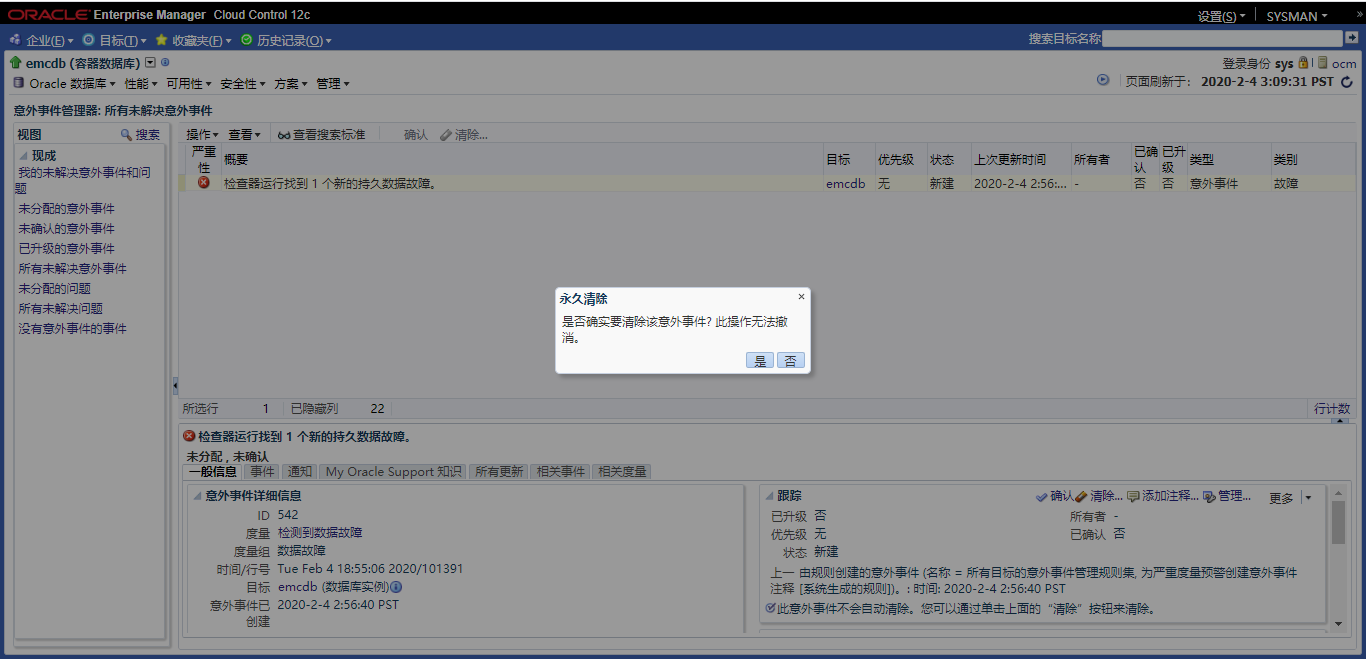 ORACLE Enterprise Manager Cloud Control 12c
设置(S) SYSMAN »
企业(E) 目标(T) 收藏夹(F) 历史记录(O) 搜索目标名称
emcdb (容器数据库) 登录身份 sys ocm
Oracle 数据库 性能 可用性 安全性 方案 管理 页面刷新于: 2020-2-4 3:09:31 PST
意外事件管理器: 所有未解决意外事件
视图 搜索
现成
我的未解决意外事件和问
题
未分配的意外事件
未确认的意外事件
已升级的意外事件
所有未解决意外事件
未分配的问题
所有未解决问题
没有意外事件的事件
操作 查看 查看搜索标准 确认 清除...
严重性 概要 目标 优先级 状态 上次更新时间 所有者 已确认 已升级 类型 类别
检查器运行找到 1 个新的持久数据故障。 emcdb 无 新建 2020-2-4 2:56:... - 否 否 意外事件 故障
永久清除
是否确实要清除该意外事件? 此操作无法撤
消。
是 否
所选行 1 已隐藏列 22 行计数
检查器运行找到 1 个新的持久数据故障。
未分配 , 未确认
一般信息 事件 通知 My Oracle Support 知识 所有更新 相关事件 相关度量
意外事件详细信息
ID 542
度量 检测到数据故障
度量组 数据故障
时间/行号 Tue Feb 4 18:55:06 2020/101391
目标 emcdb (数据库实例)
意外事件已 2020-2-4 2:56:40 PST
创建
跟踪 确认 清除... 添加注释... 管理... 更多
已升级 否 所有者 -
优先级 无 已确认 否
状态 新建
上一 由规则创建的意外事件 (名称 = 所有目标的意外事件管理规则集, 为严重度量预警创建意外事件
注释 [系统生成的规则])。: 时间: 2020-2-4 2:56:40 PST
此意外事件不会自动清除。您可以通过单击上面的“清除”按钮来清除。